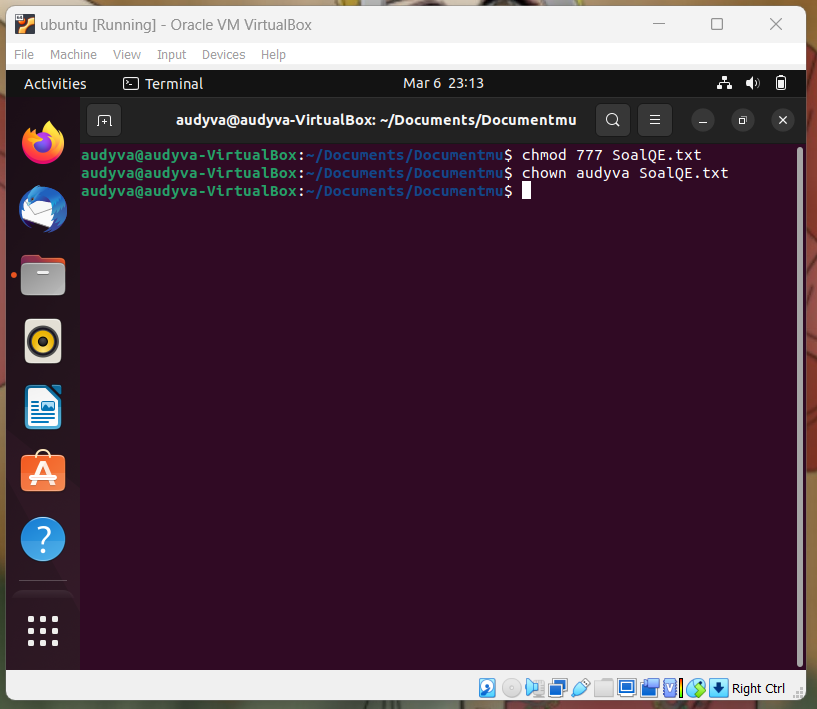 ubuntu [Running] - Oracle VM VirtualBox
File Machine View Input Devices Help
Activities Terminal Mar 6 23:13
audyva@audyva-VirtualBox: ~/Documents/Documentmu
audyva@audyva-VirtualBox:~/Documents/Documentmu$ chmod 777 SoalQE.txt
audyva@audyva-VirtualBox:~/Documents/Documentmu$ chown audyva SoalQE.txt
audyva@audyva-VirtualBox:~/Documents/Documentmu$
Right Ctrl